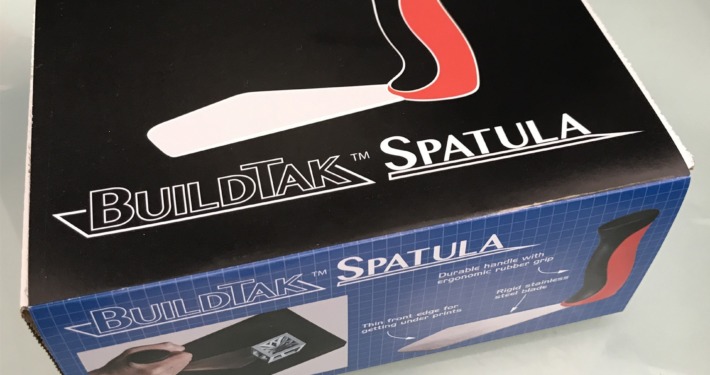 BUILDTAK™ SPATULA
BUILDTAK™ SPATULA
Durable handle with
ergonomic rubber grip
Rigid stainless
steel blade
Thin front edge for
getting under prints